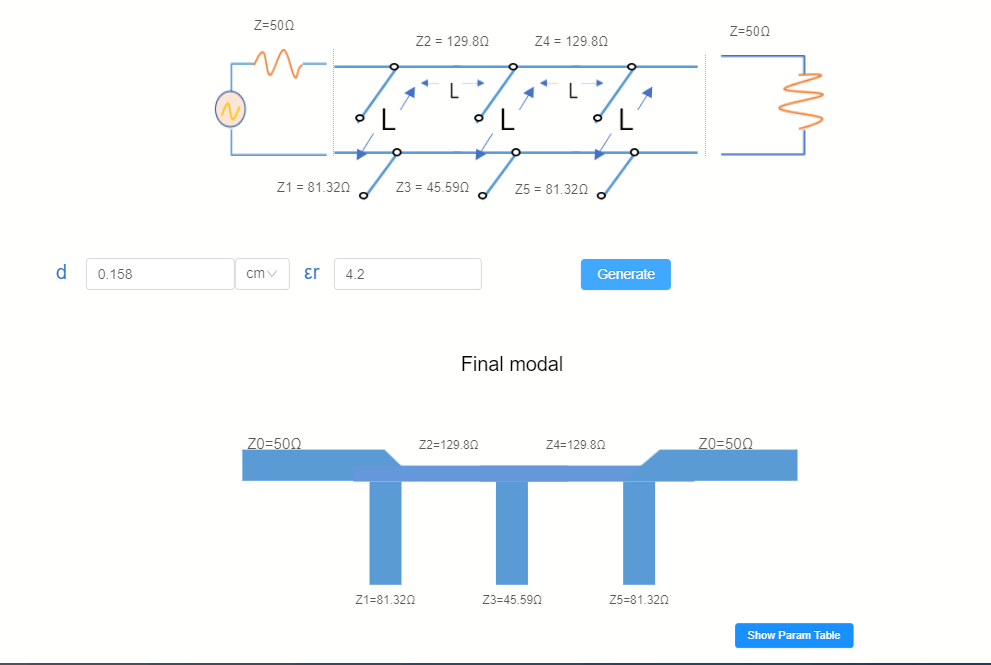 Z=50Ω
Z=50Ω
Z2 = 129.8Ω
Z4 = 129.8Ω
L
L
L
L
L
Z1 = 81.32Ω
Z3 = 45.59Ω
Z5 = 81.32Ω
d 0.158 cm εr 4.2 Generate
Final modal
Z0=50Ω
Z2=129.8Ω
Z4=129.8Ω
Z0=50Ω
Z1=81.32Ω
Z3=45.59Ω
Z5=81.32Ω
Show Param Table